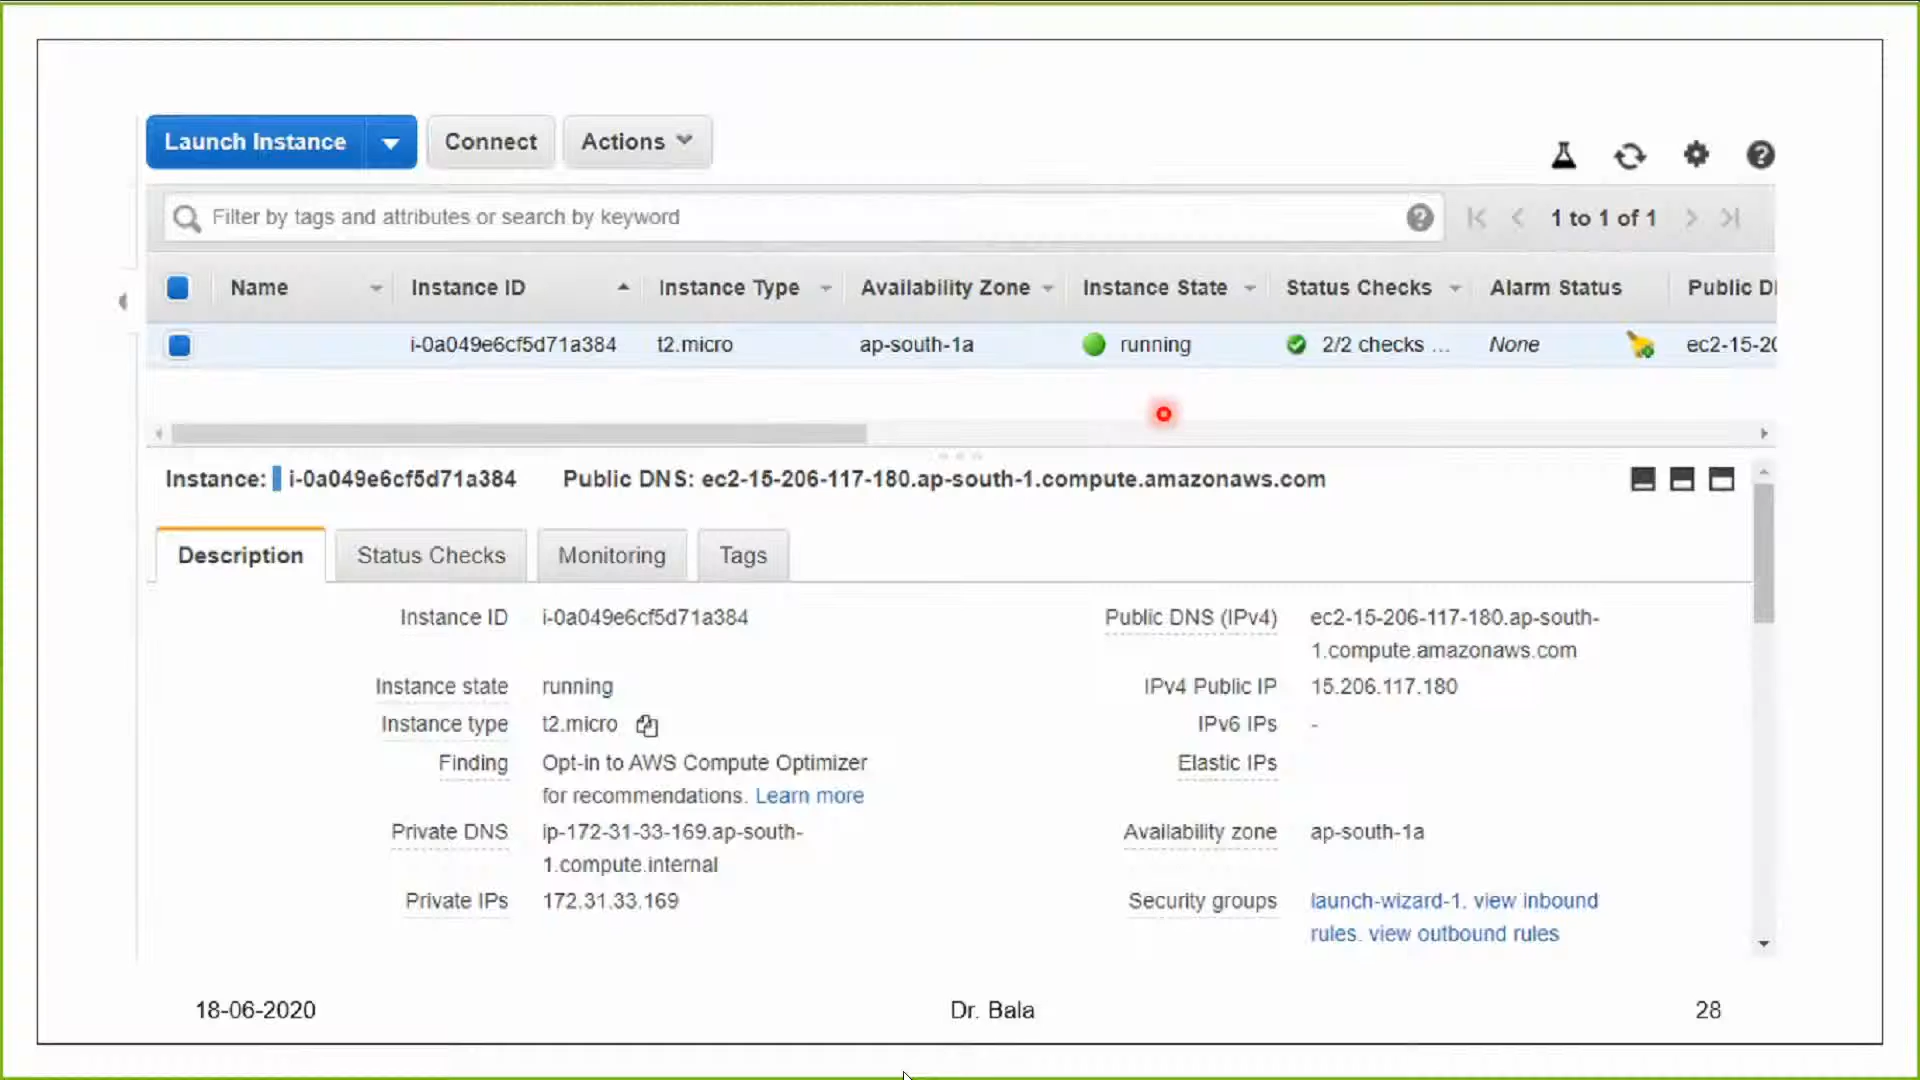 Launch Instance Connect Actions
Filter by tags and attributes or search by keyword 1 to 1 of 1
Name Instance ID Instance Type Availability Zone Instance State Status Checks Alarm Status Public D
i-0a049e6cf5d71a384 t2.micro ap-south-1a running 2/2 checks ... None ec2-15-20
Instance: i-0a049e6cf5d71a384 Public DNS: ec2-15-206-117-180.ap-south-1.compute.amazonaws.com
Description Status Checks Monitoring Tags
Instance ID i-0a049e6cf5d71a384 Public DNS (IPv4) ec2-15-206-117-180.ap-south-
1.compute.amazonaws.com
Instance state running IPv4 Public IP 15.206.117.180
Instance type t2.micro IPv6 IPs -
Finding Opt-in to AWS Compute Optimizer Elastic IPs
for recommendations. Learn more
Private DNS ip-172-31-33-169.ap-south- Availability zone ap-south-1a
1.compute.internal
Private IPs 172.31.33.169 Security groups launch-wizard-1. view inbound
rules. view outbound rules
18-06-2020 Dr. Bala 28